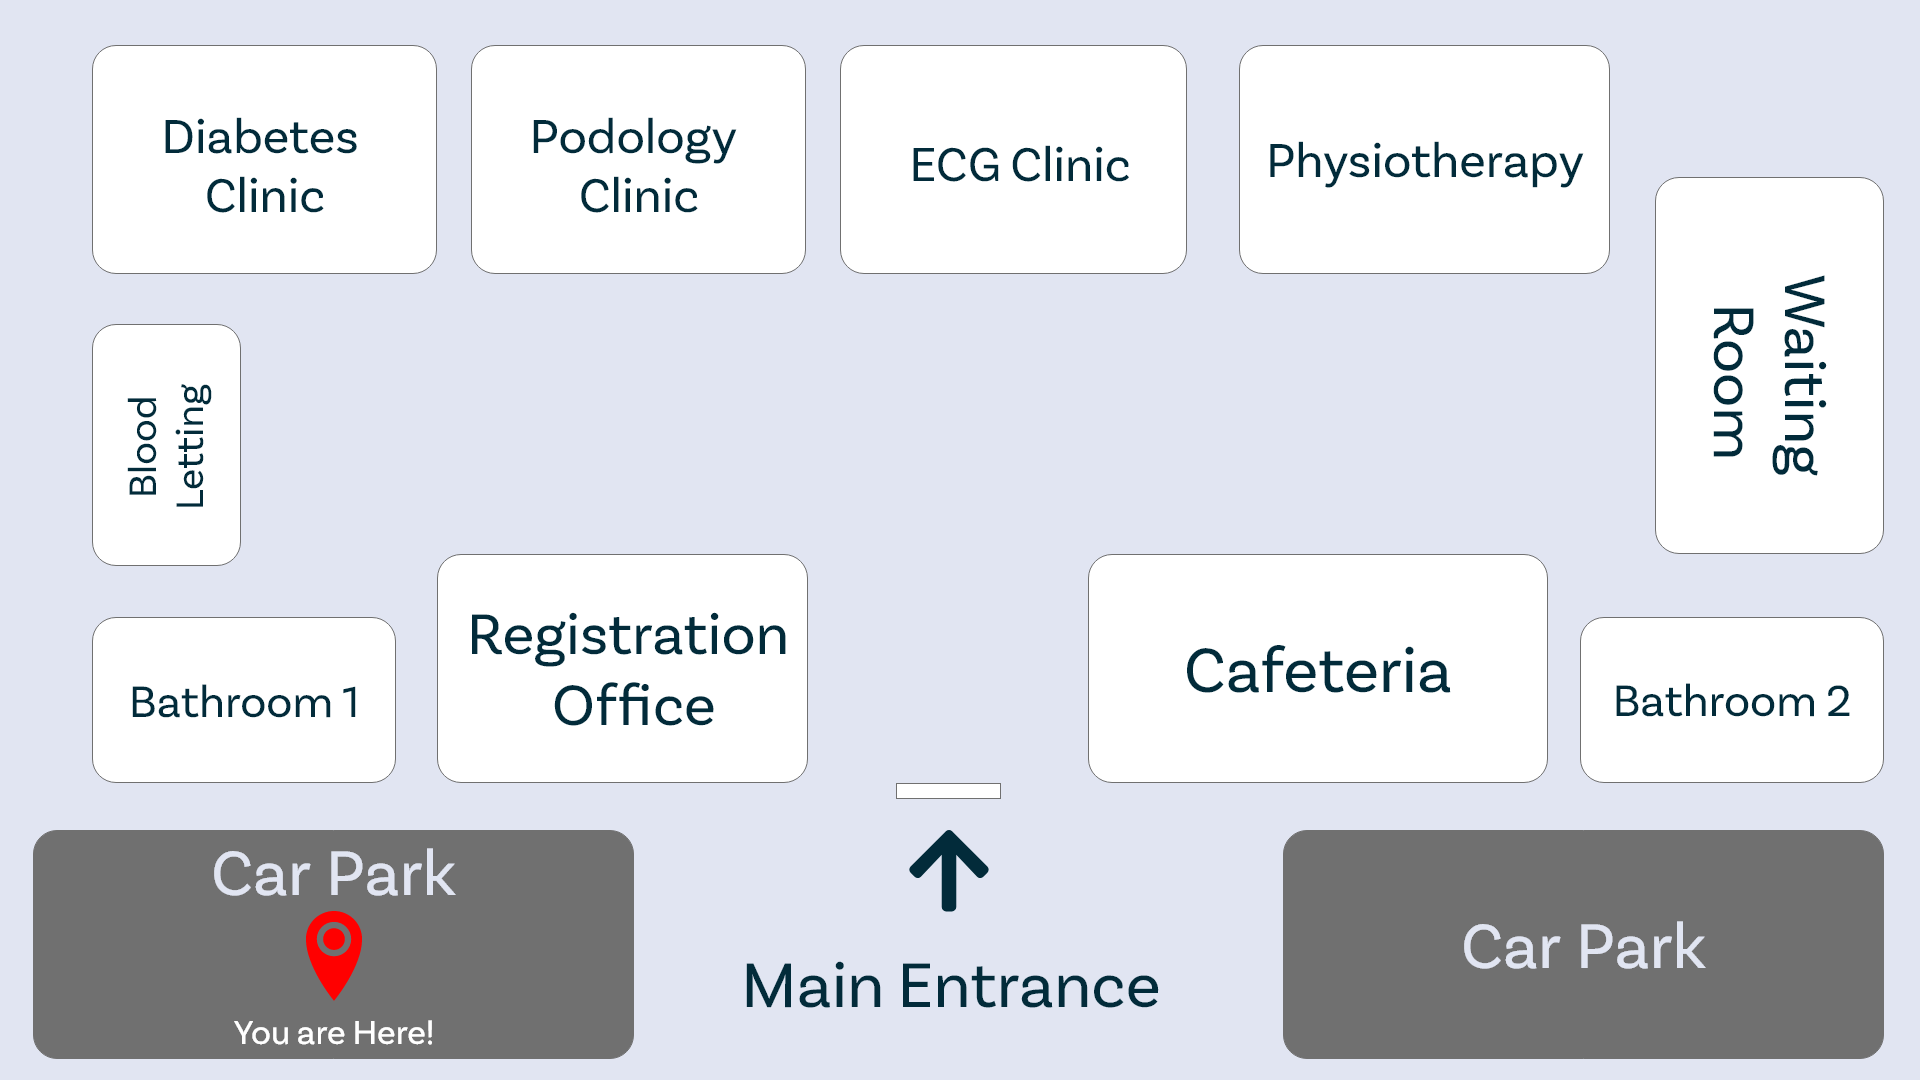 Diabetes
Clinic
Podology
Clinic
ECG Clinic
Physiotherapy
Waiting
Room
Blood
Letting
Registration
Office
Cafeteria
Bathroom 1
Bathroom 2
Car Park
You are Here!
Main Entrance
Car Park